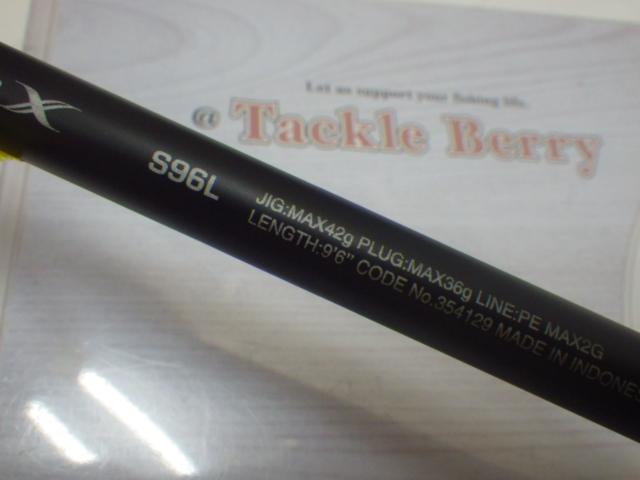 Let us support your fishing life.
@ Tackle Berry
X
S96L
JIG:MAX42g PLUG:MAX36g LINE:PE MAX2G
LENGTH:9'6" CODE No.354129 MADE IN INDONES